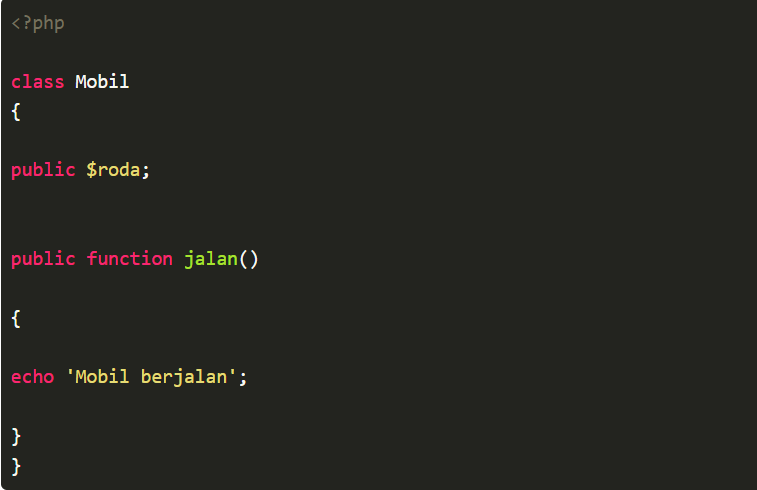 <?php
class Mobil
{
public $roda;
public function jalan()
{
echo 'Mobil berjalan';
}
}